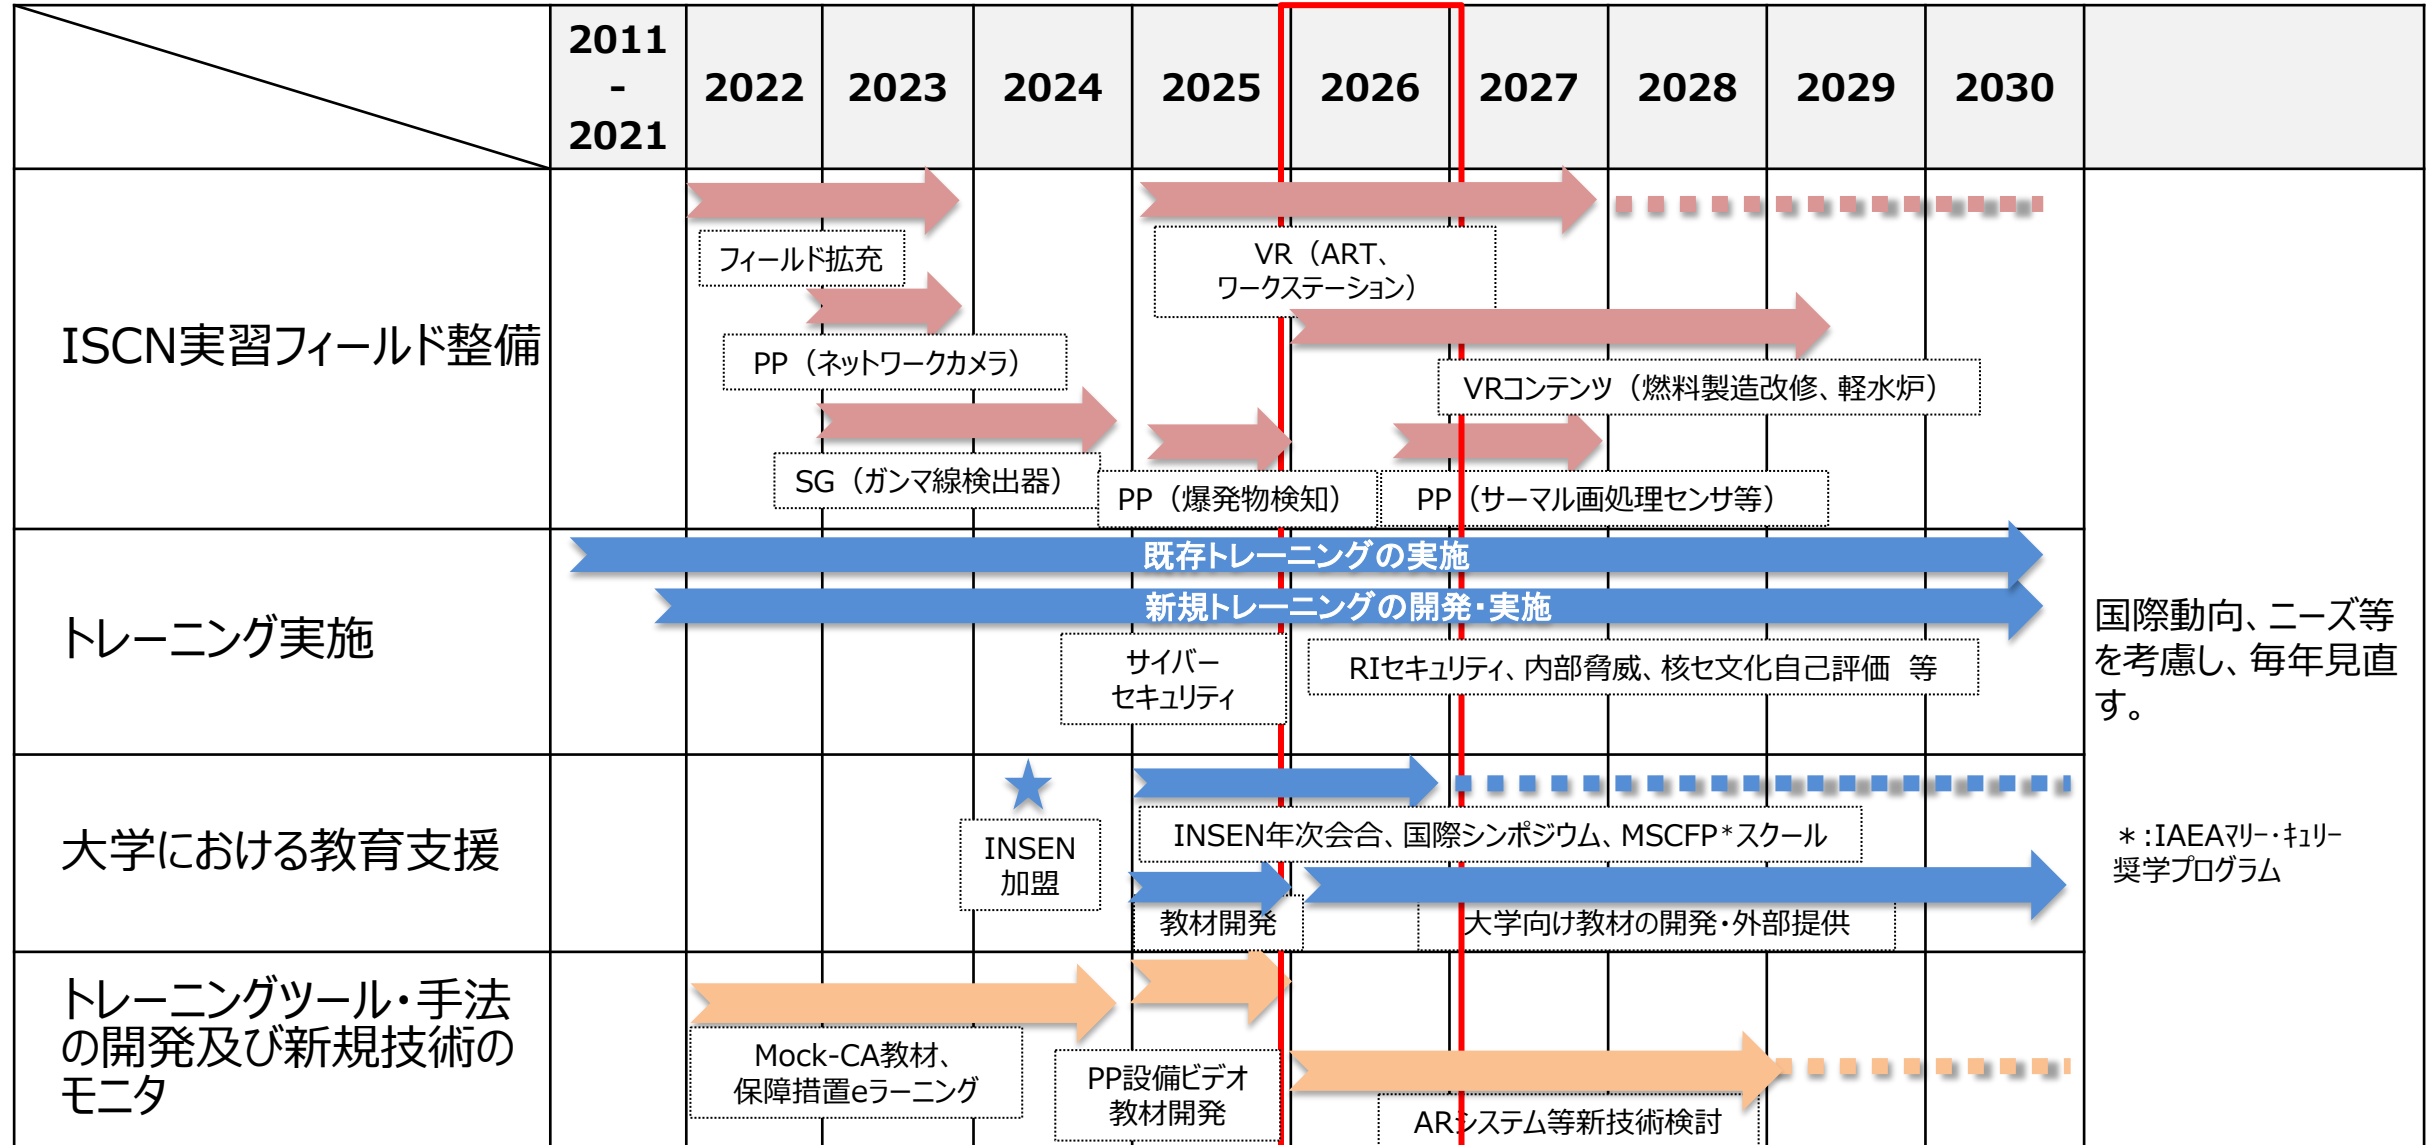 2011
-
2021
2022
2023
2024
2025
2026
2027
2028
2029
2030
ISCN実習フィールド整備
フィールド拡充
VR（ART、
ワークステーション）
PP（ネットワークカメラ）
VRコンテンツ（燃料製造改修、軽水炉）
SG（ガンマ線検出器）
PP（爆発物検知）
PP（サーマル画処理センサ等）
トレーニング実施
既存トレーニングの実施
新規トレーニングの開発・実施
サイバー
セキュリティ
RIセキュリティ、内部脅威、核セ文化自己評価　等
国際動向、ニーズ等
を考慮し、毎年見直
す。
大学における教育支援
INSEN
加盟
INSEN年次会合、国際シンポジウム、MSCFP*スクール
教材開発
大学向け教材の開発・外部提供
＊:IAEAﾏﾘｰ・ｷｭﾘｰ
奨学プログラム
トレーニングツール・手法
の開発及び新規技術の
モニタ
Mock-CA教材、
保障措置eラーニング
PP設備ビデオ
教材開発
ARシステム等新技術検討